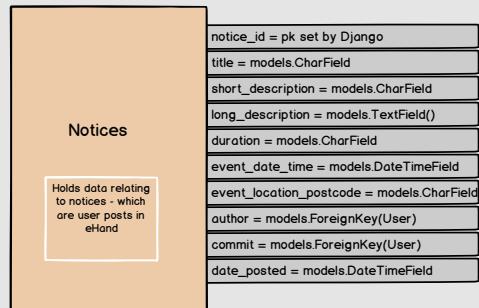 Notices
Holds data relating
to notices - which
are user posts in
eHand
notice_id = pk set by Django
title = models.CharField
short_description = models.CharField
long_description = models.TextField()
duration = models.CharField
event_date_time = models.DateTimeField
event_location_postcode = models.CharField
author = models.ForeignKey(User)
commit = models.ForeignKey(User)
date_posted = models.DateTimeField